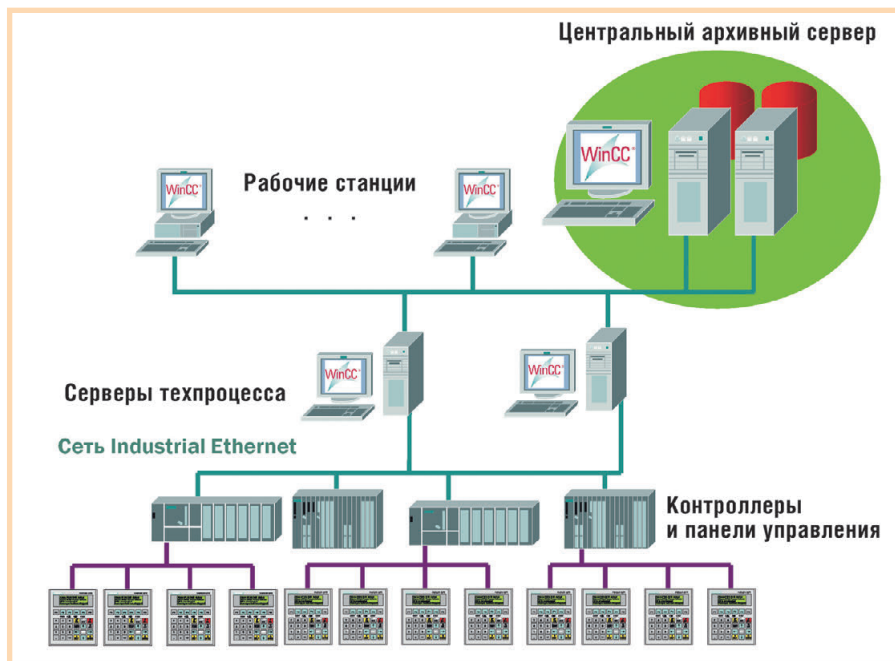 Центральный архивный сервер
WinCC®
WinCC®
Рабочие станции
. . .
WinCC®
WinCC®
WinCC®
Серверы техпроцесса
Сеть Industrial Ethernet
Контроллеры
и панели управления